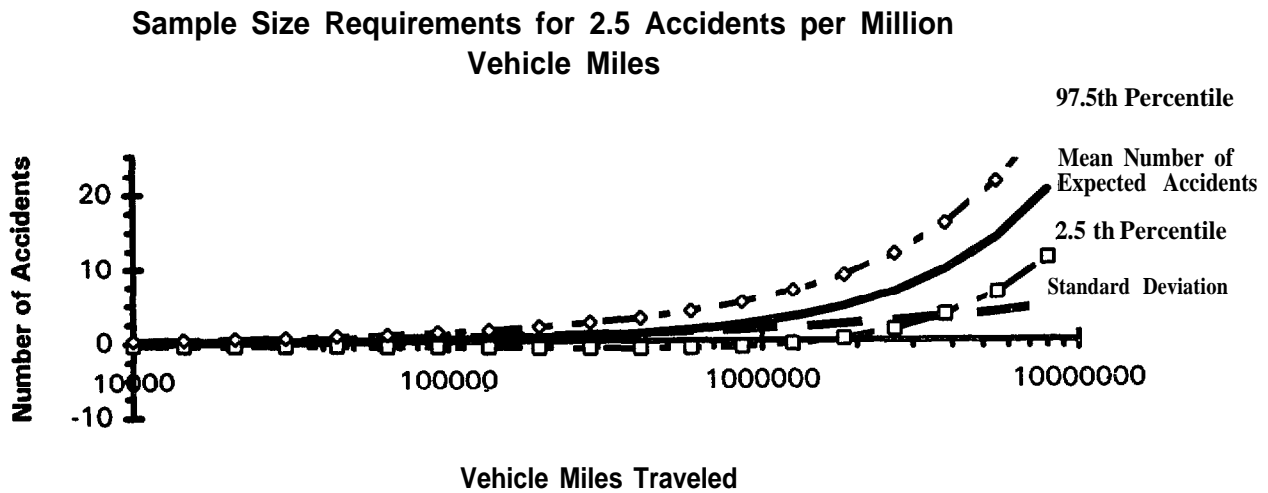 Sample Size Requirements for 2.5 Accidents per Million
Vehicle Miles
97.5th Percentile
Mean Number of
Expected Accidents
2.5 th Percentile
Standard Deviation
Number of Accidents
20
10
0
-10
10000
100000
1000000
10000000
Vehicle Miles Traveled